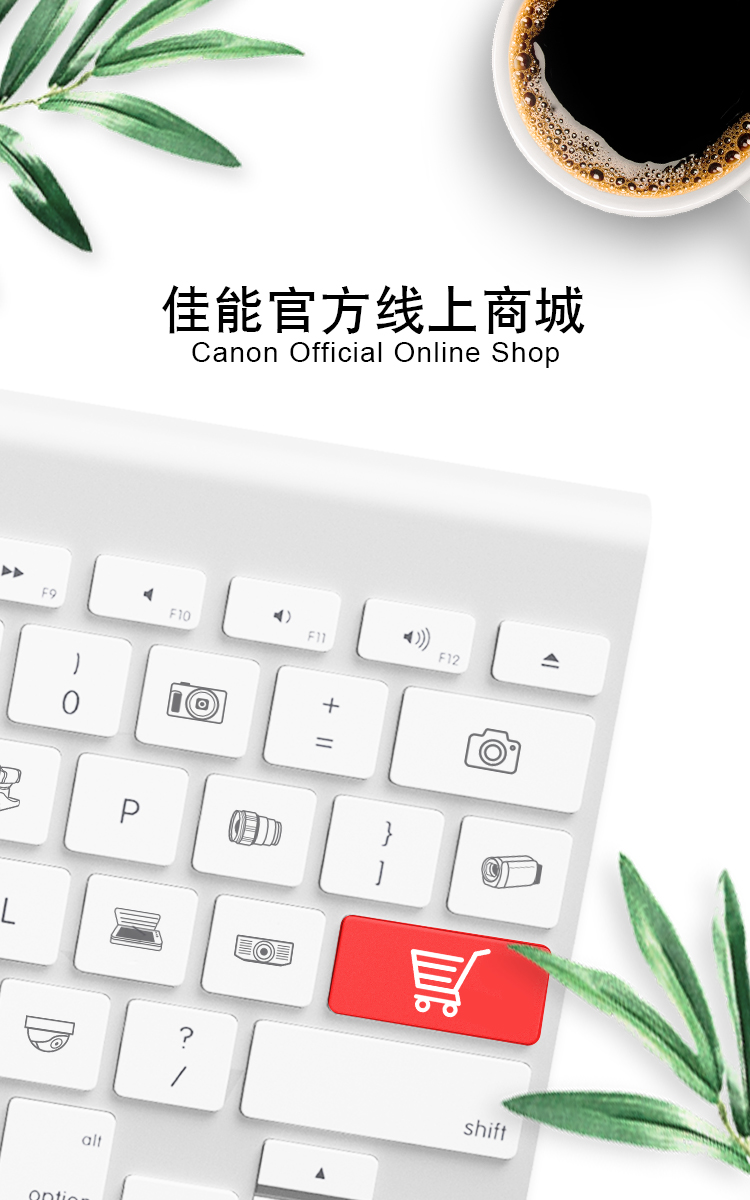 佳能官方线上商城
Canon Official Online Shop
F9
F10
F11
F12
)
0
+
=
P
}
]
L
?
/
shift
alt
option